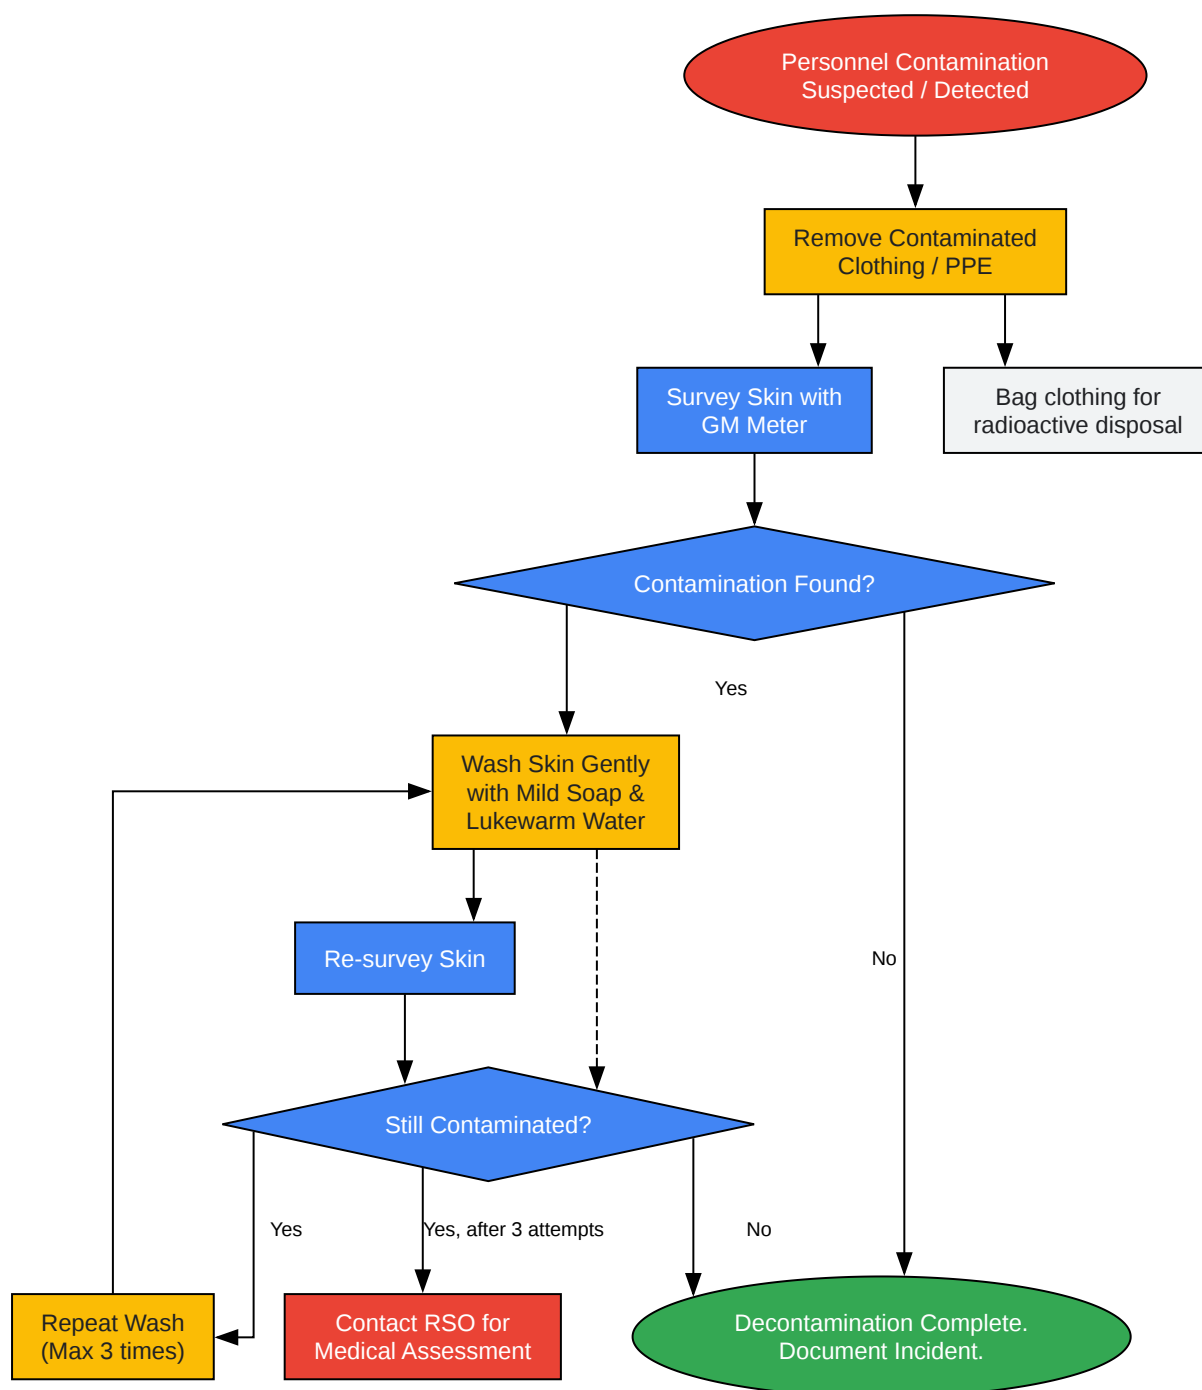 Personnel Contamination
Suspected / Detected
Remove Contaminated
Clothing / PPE
Survey Skin with
GM Meter
Bag clothing for
radioactive disposal
Contamination Found?
Yes
Wash Skin Gently
with Mild Soap &
Lukewarm Water
No
Re-survey Skin
Still Contaminated?
Yes
Yes, after 3 attempts
No
Repeat Wash
(Max 3 times)
Contact RSO for
Medical Assessment
Decontamination Complete.
Document Incident.